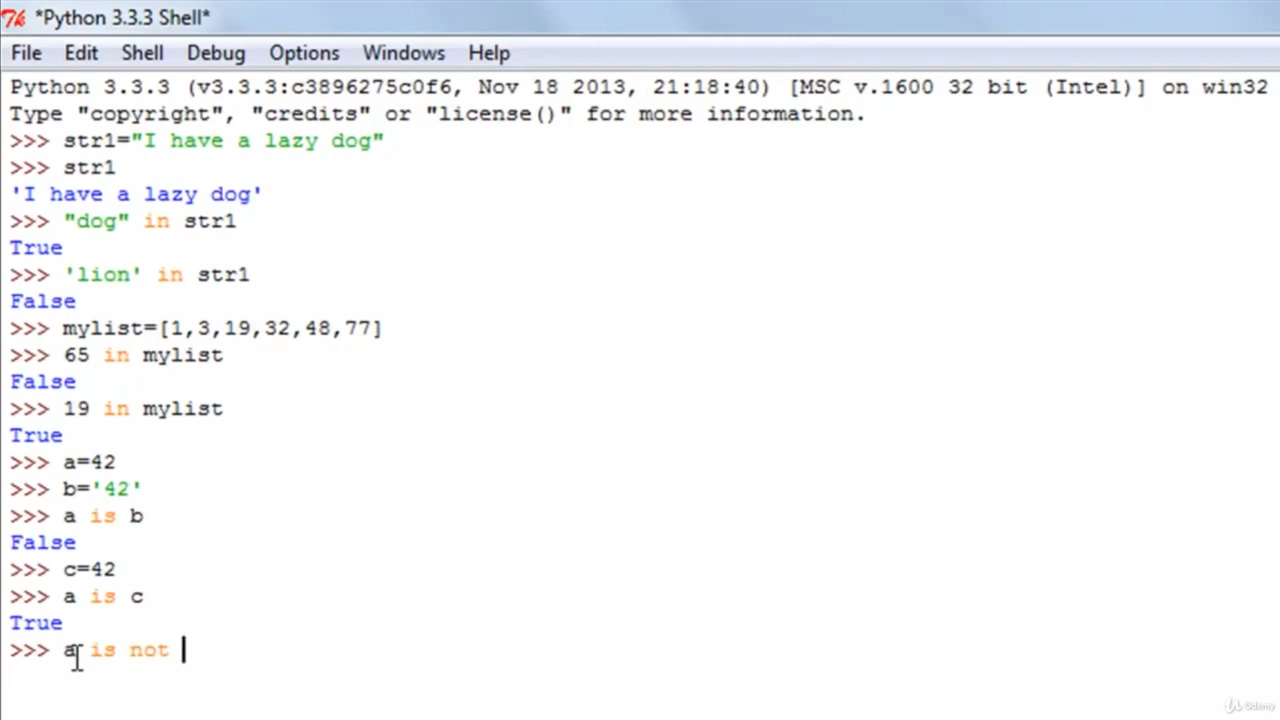 *Python 3.3.3 Shell*
File Edit Shell Debug Options Windows Help
Python 3.3.3 (v3.3.3:c3896275c0f6, Nov 18 2013, 21:18:40) [MSC v.1600 32 bit (Intel)] on win32
Type "copyright", "credits" or "license()" for more information.
>>> str1="I have a lazy dog"
>>> str1
'I have a lazy dog'
>>> "dog" in str1
True
>>> 'lion' in str1
False
>>> mylist=[1,3,19,32,48,77]
>>> 65 in mylist
False
>>> 19 in mylist
True
>>> a=42
>>> b='42'
>>> a is b
False
>>> c=42
>>> a is c
True
>>> a is not
Udemy